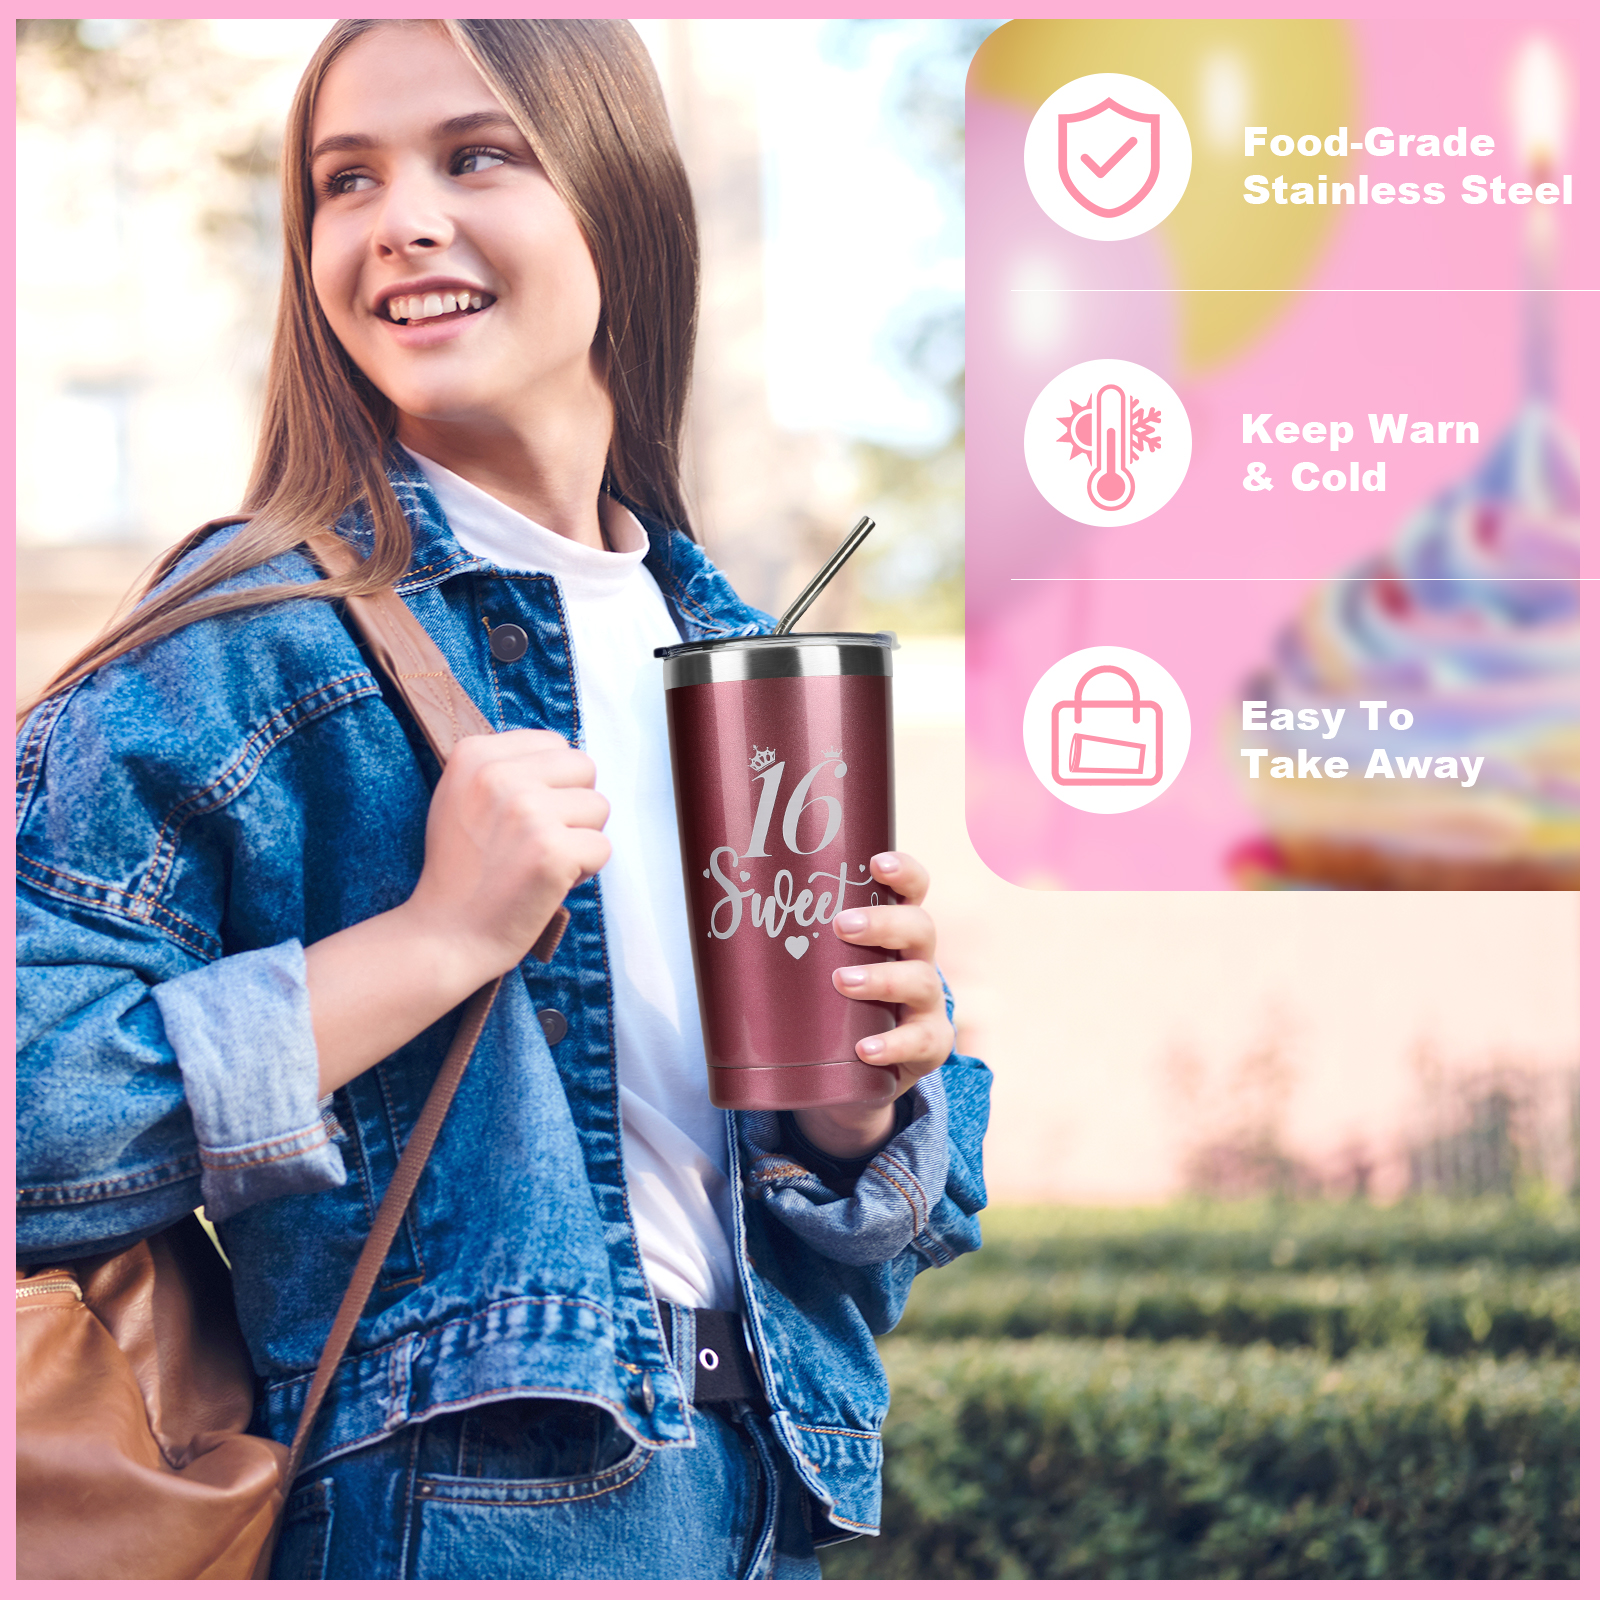 Food-Grade
Stainless Steel
Keep Warn
& Cold
Easy To
Take Away
16
Sweet